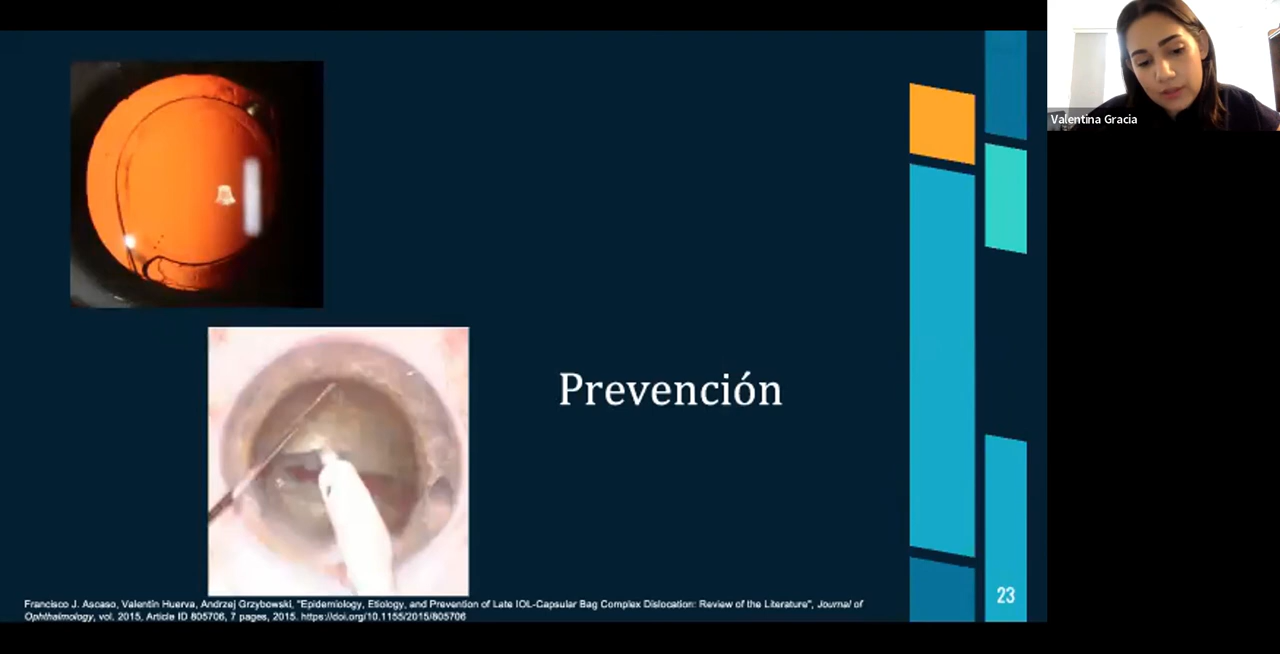 Valentina Gracia
Prevención
Francisco J. Ascaso, Valentín Huerva, Andrzej Grzybowski, "Epidemiology, Etiology, and Prevention of Late IOL-Capsular Bag Complex Dislocation: Review of the Literature", Journal of
Ophthalmology, vol. 2015, Article ID 805706, 7 pages, 2015. https://doi.org/10.1155/2015/805706
23